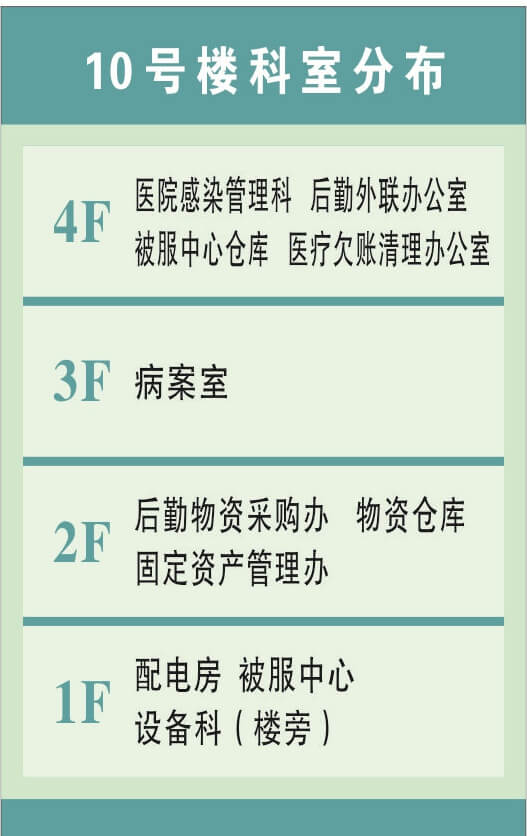 10号楼科室分布
4F
医院感染管理科 后勤外联办公室
被服中心仓库 医疗欠账清理办公室
3F 病案室
2F
后勤物资采购办 物资仓库
固定资产管理办
1F
配电房 被服中心
设备科（楼旁）